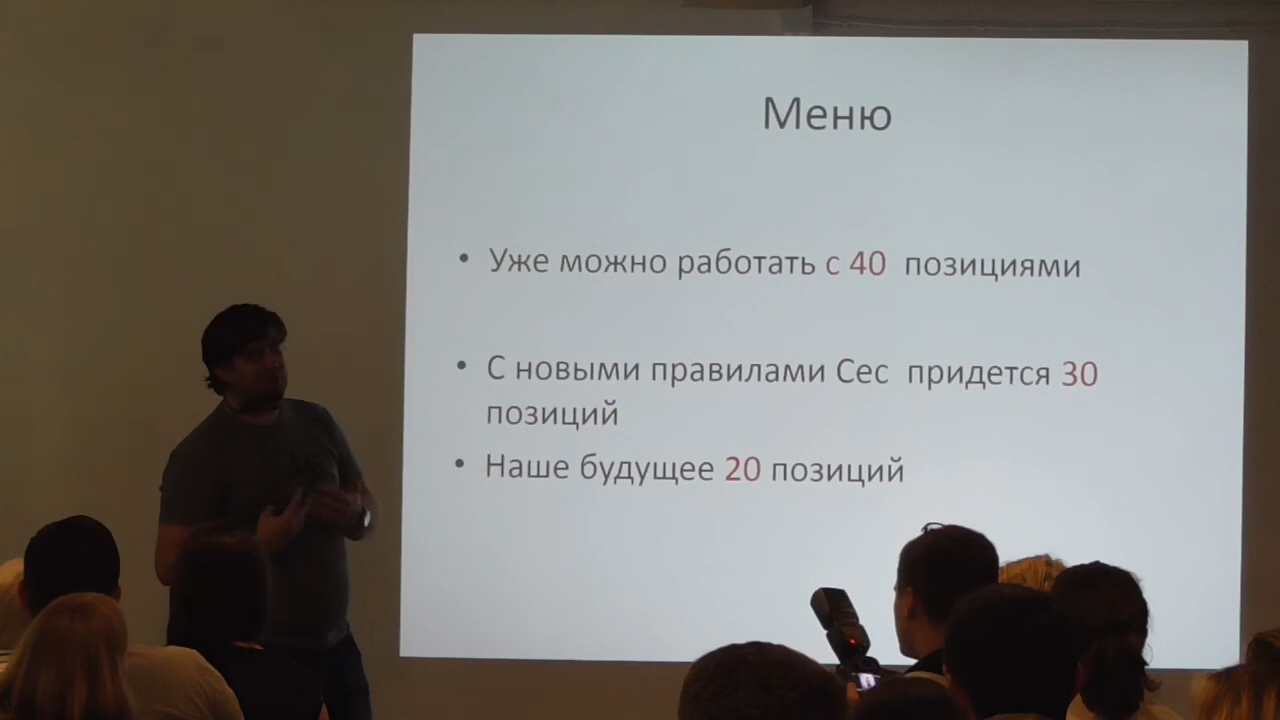 Меню
• Уже можно работать с 40 позициями
• С новыми правилами Сес придется 30
позиций
• Наше будущее 20 позиций